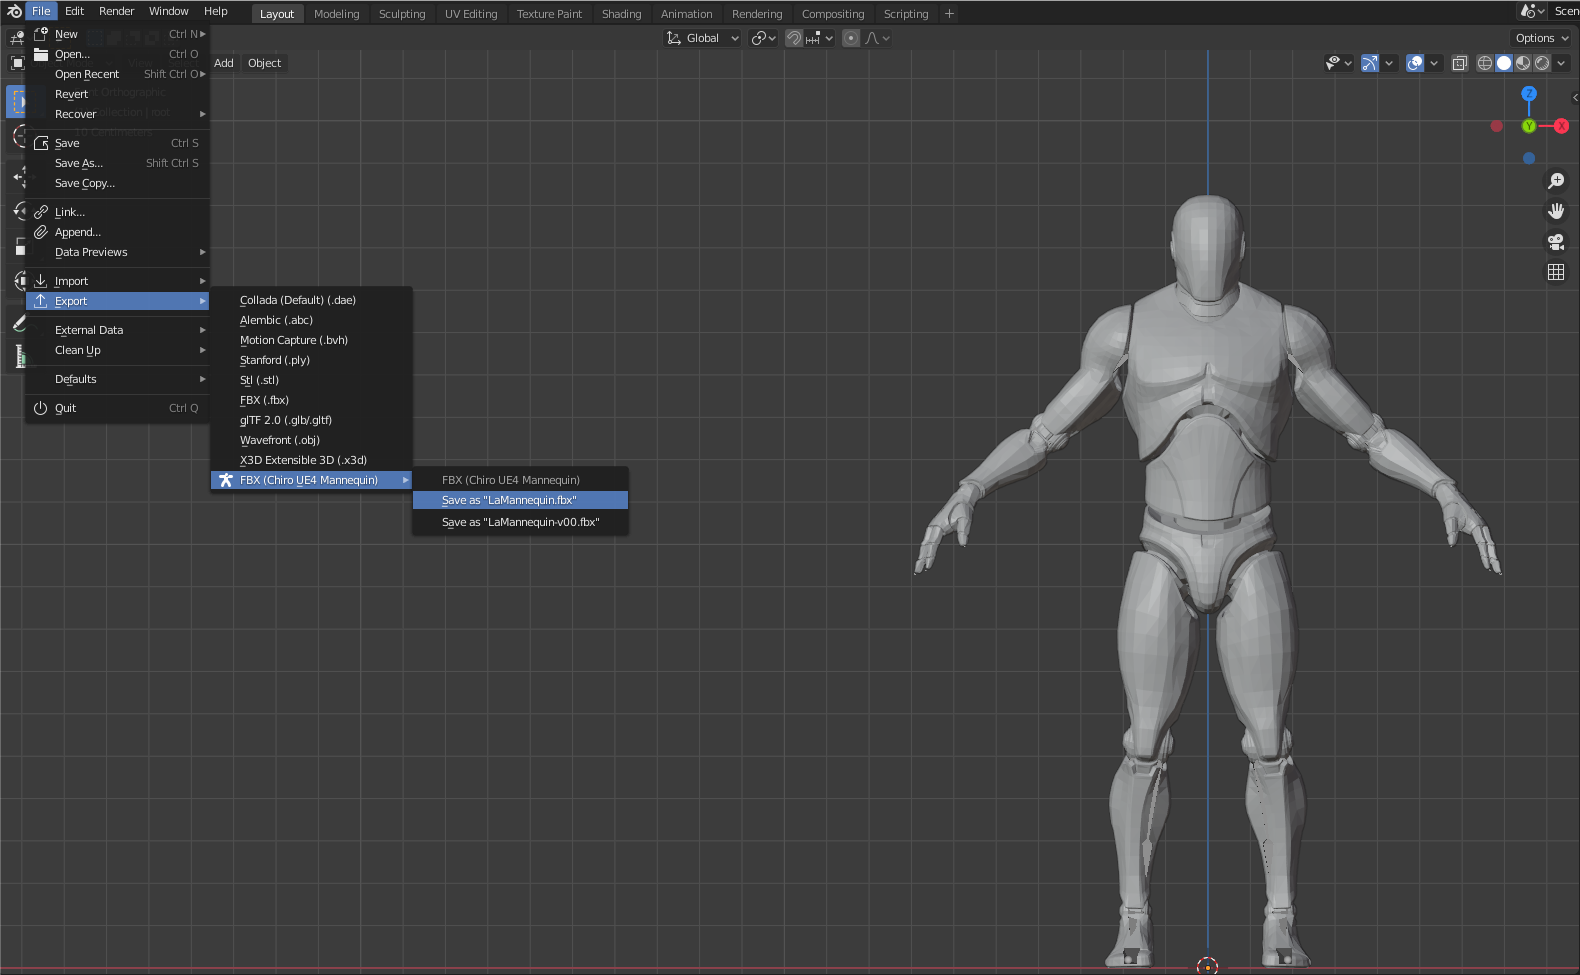 File Edit Render Window Help Layout Modeling Sculpting UV Editing Texture Paint Shading Animation Rendering Compositing Scripting + Scen
New Ctrl N
Global
Options
Open... Ctrl O
Add Object
Open Recent Shift Ctrl O
Revert
Recover
Save Ctrl S
Save As... Shift Ctrl S
Save Copy...
Link...
Append...
Data Previews
Import
Export
External Data
Clean Up
Defaults
Quit Ctrl Q
Collada (Default) (.dae)
Alembic (.abc)
Motion Capture (.bvh)
Stanford (.ply)
Stl (.stl)
FBX (.fbx)
glTF 2.0 (.glb/.gltf)
Wavefront (.obj)
X3D Extensible 3D (.x3d)
FBX (Chiro UE4 Mannequin)
FBX (Chiro UE4 Mannequin)
Save as "LaMannequin.fbx"
Save as "LaMannequin-v00.fbx"
Z
Y
X